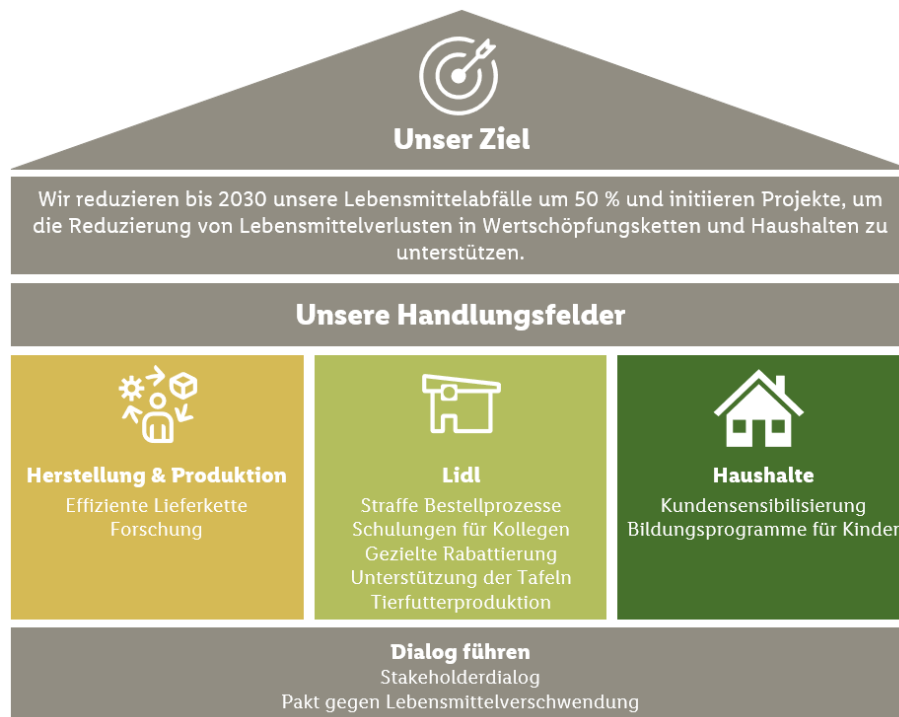 Unser Ziel
Wir reduzieren bis 2030 unsere Lebensmittelabfälle um 50 % und initiieren Projekte, um
die Reduzierung von Lebensmittelverlusten in Wertschöpfungsketten und Haushalten zu
unterstützen.
Unsere Handlungsfelder
Herstellung & Produktion
Effiziente Lieferkette
Forschung
Lidl
Straffe Bestellprozesse
Schulungen für Kollegen
Gezielte Rabattierung
Unterstützung der Tafeln
Tierfutterproduktion
Haushalte
Kundensensibilisierung
Bildungsprogramme für Kinder
Dialog führen
Stakeholderdialog
Pakt gegen Lebensmittelverschwendung